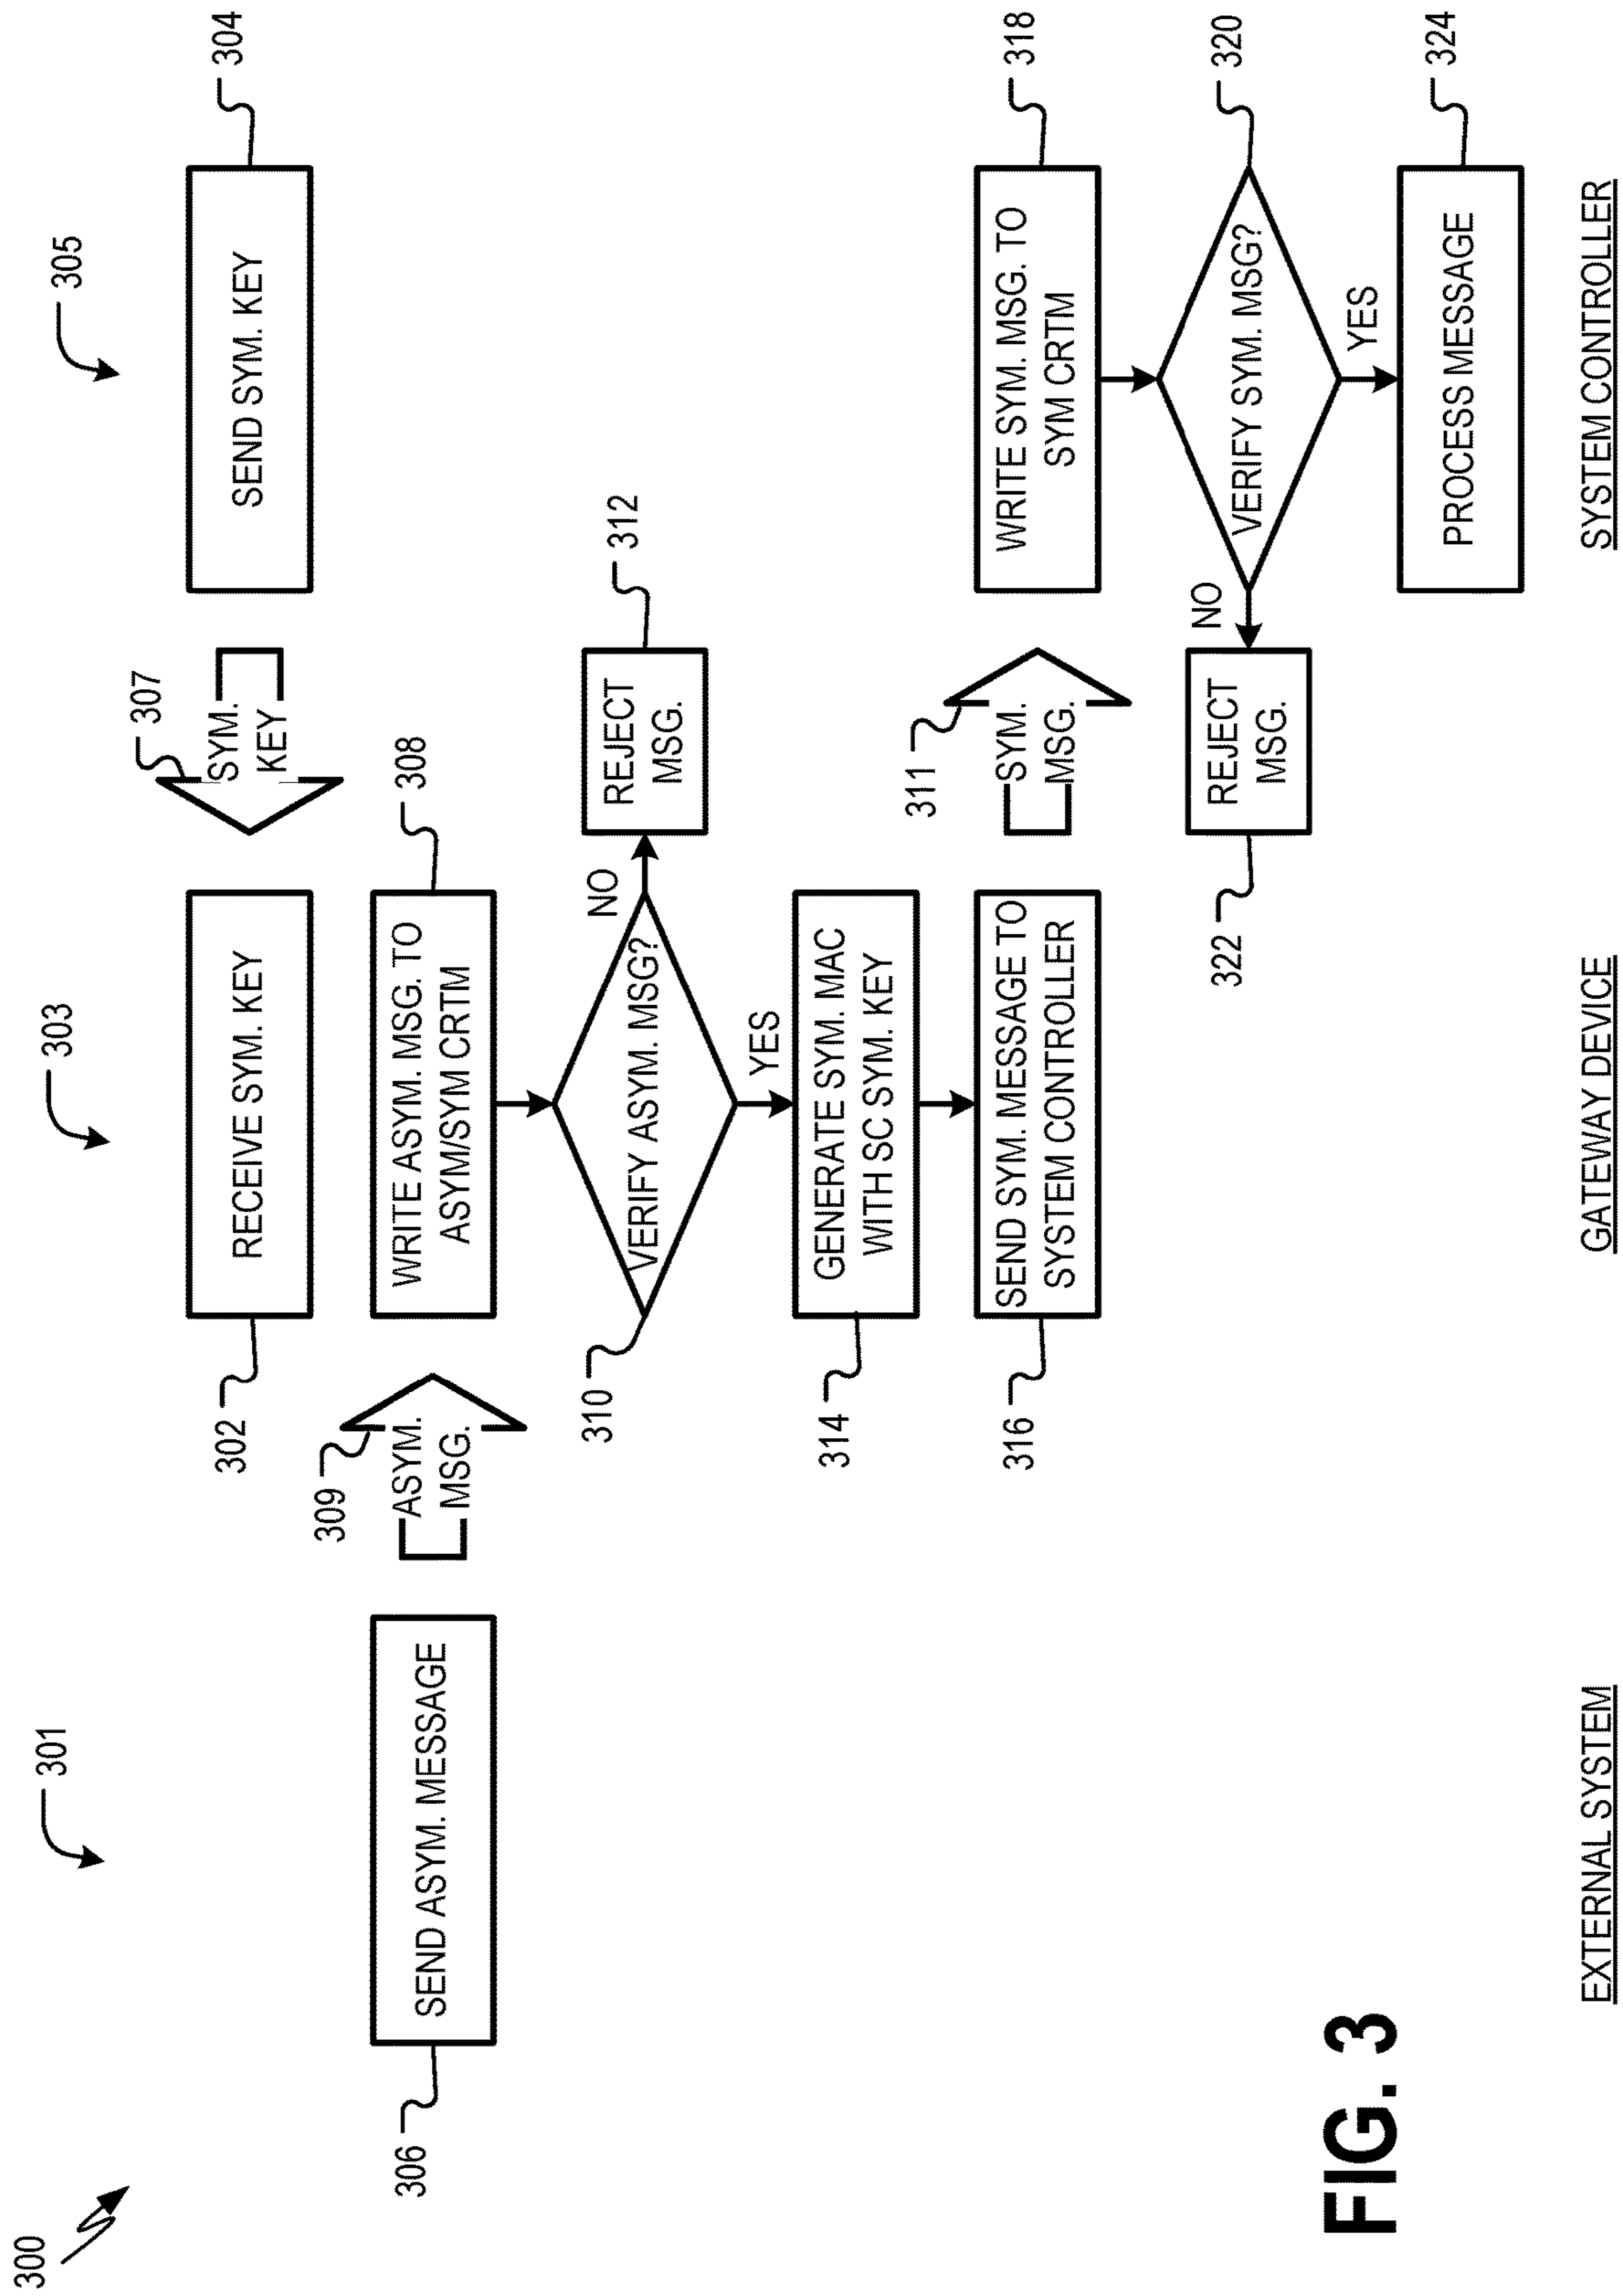 300
301
303
305
SEND SYM. KEY
304
307
SYM.
KEY
RECEIVE SYM. KEY
302
306
SEND ASYM. MESSAGE
309
ASYM.
MSG.
WRITE ASYM. MSG. TO
ASYM/SYM CRTM
308
310
VERIFY ASYM. MSG?
NO
REJECT
MSG.
312
YES
314
GENERATE SYM. MAC
WITH SC SYM. KEY
316
SEND SYM. MESSAGE TO
SYSTEM CONTROLLER
311
SYM.
MSG.
WRITE SYM. MSG. TO
SYM CRTM
318
VERIFY SYM. MSG?
320
NO
REJECT
MSG.
322
YES
PROCESS MESSAGE
324
FIG. 3
EXTERNAL SYSTEM
GATEWAY DEVICE
SYSTEM CONTROLLER